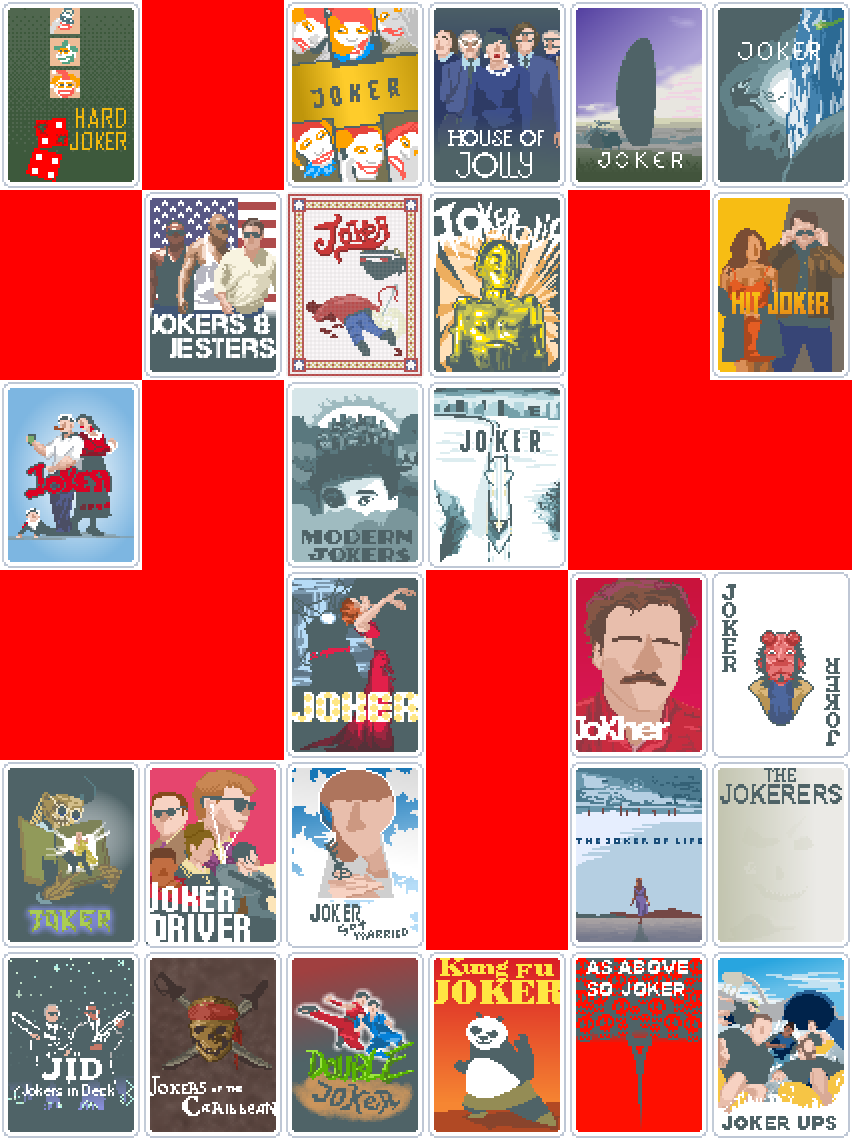 HARD
JOKER
JOKER
HOUSE OF
JOLLY
JOKER
JOKER
JOKERS &
JESTERS
JOKER
HIT JOKER
JOKER
MODERN
JOKERS
JOKER
JOKER
JoKher
JOKER
JOKER
JOKER
JOKER
DRIVER
JOKER
GOT
MARRIED
THE JOKER OF LIFE
THE
JOKERERS
JID
Jokers in Deck
JOKERS OF THE
CARIBBEAN
DOUBLE
JOKER
Kung Fu
JOKER
AS ABOVE
SO JOKER
JOKER UPS